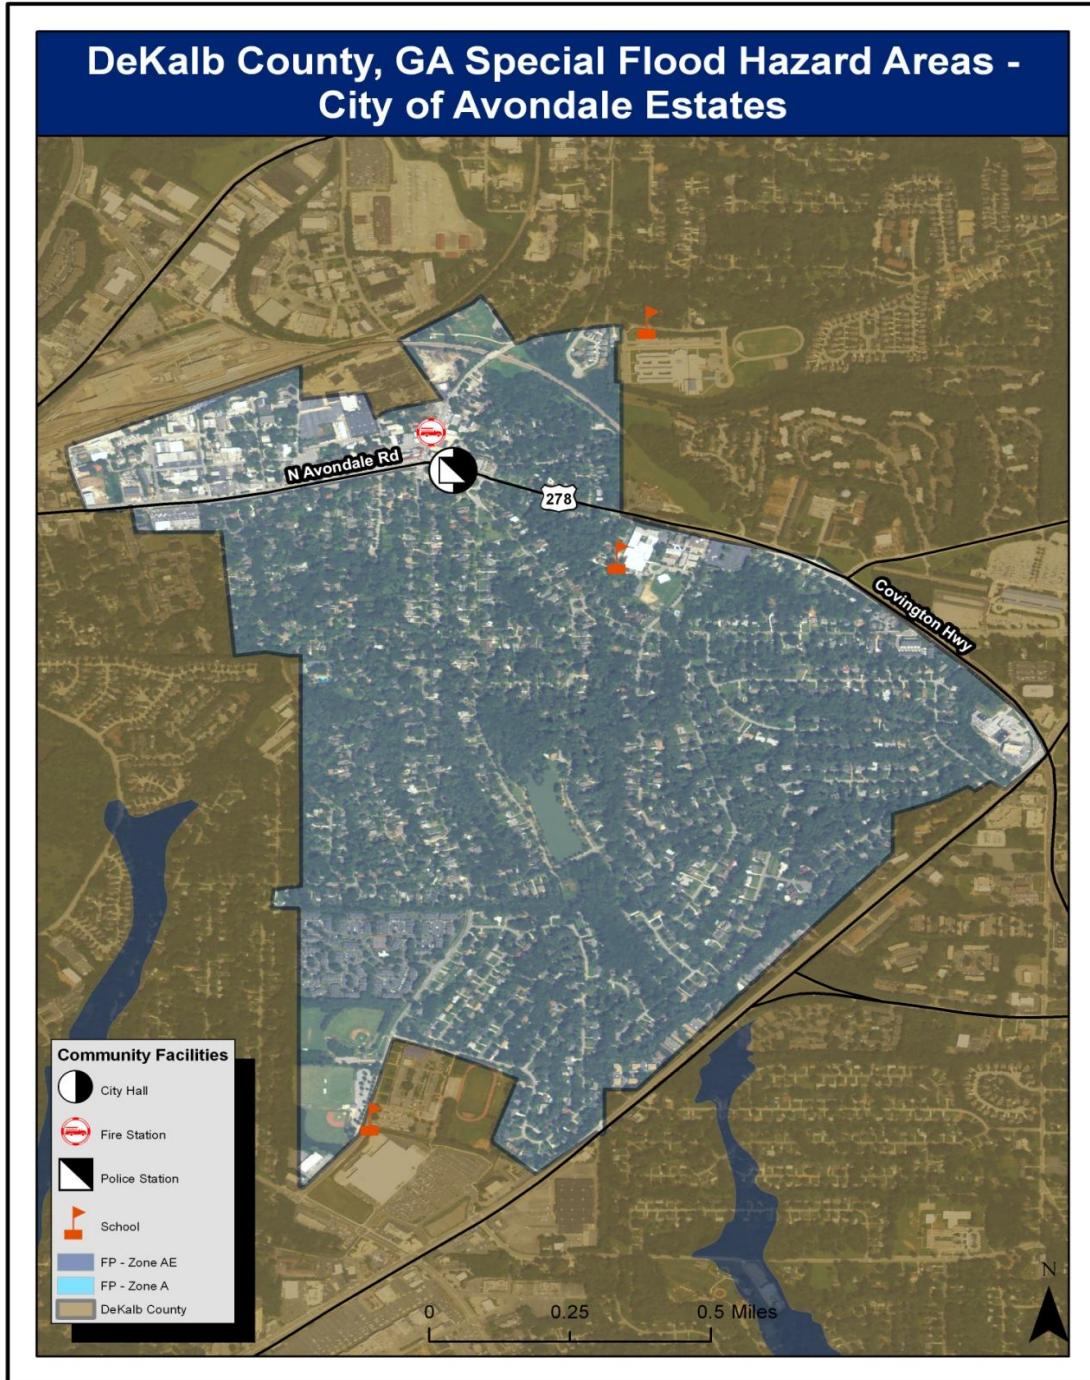 DeKalb County, GA Special Flood Hazard Areas -
City of Avondale Estates
N Avondale Rd
278
Covington Hwy
Community Facilities
City Hall
Fire Station
Police Station
School
FP - Zone AE
FP - Zone A
DeKalb County
0 0.25 0.5 Miles
N